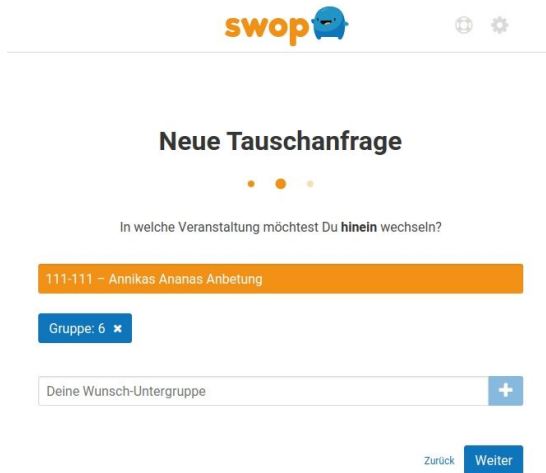 swop
Neue Tauschanfrage
In welche Veranstaltung möchtest Du hinein wechseln?
111-111 – Annikas Ananas Anbetung
Gruppe: 6 ×
Deine Wunsch-Untergruppe
+
Zurück Weiter